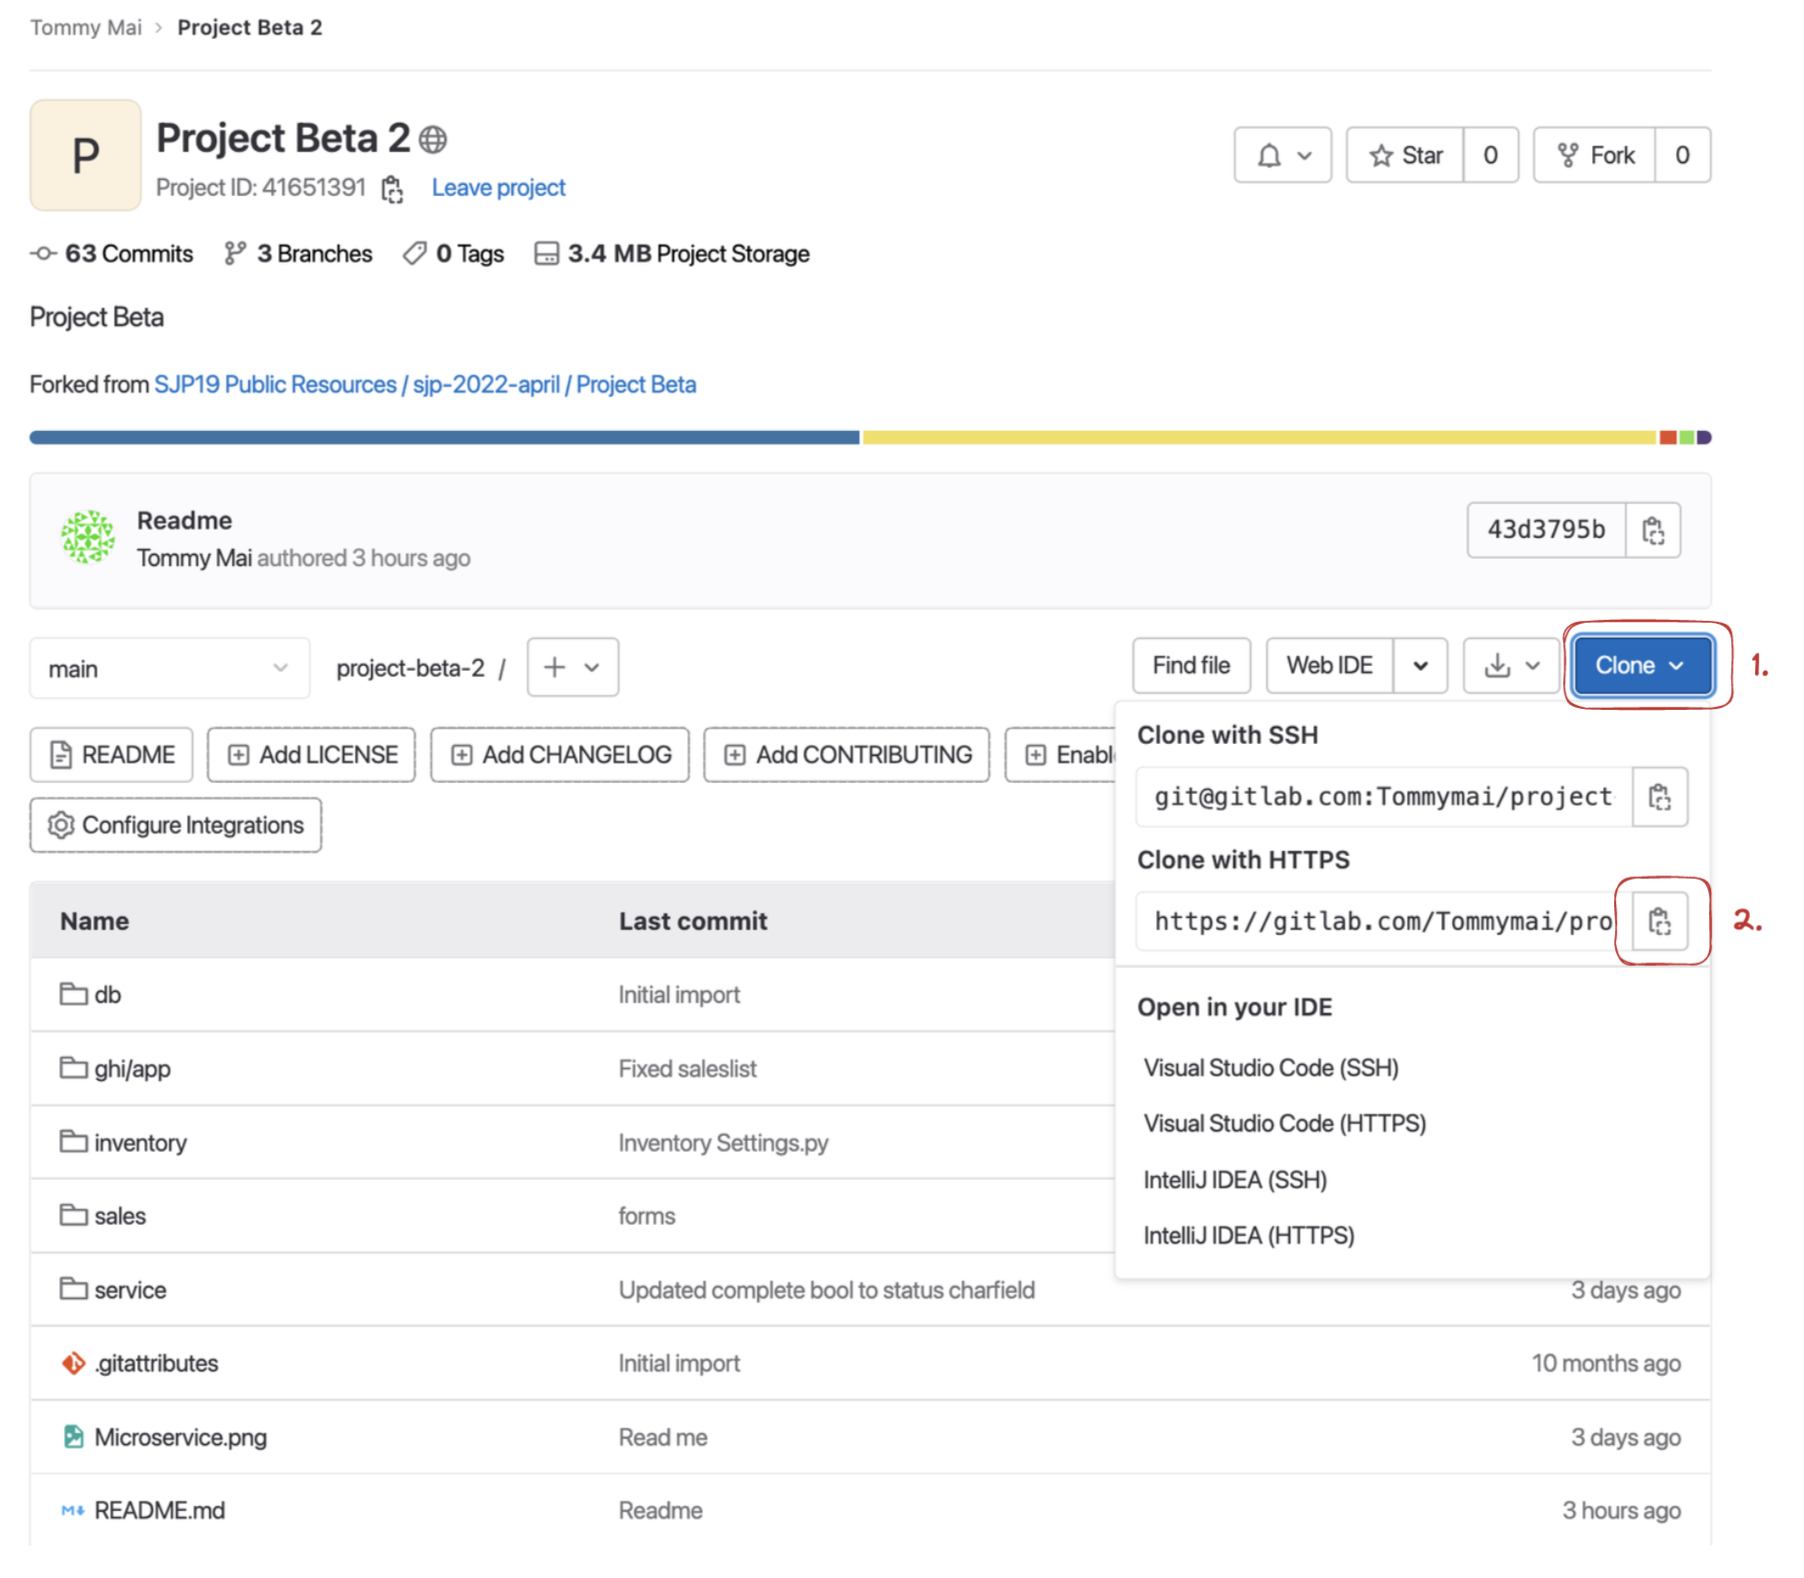 Tommy Mai › Project Beta 2
P
Project Beta 2
Project ID: 41651391 Leave project
Star 0 Fork 0
63 Commits 3 Branches 0 Tags 3.4 MB Project Storage
Project Beta
Forked from SJP19 Public Resources / sjp-2022-april / Project Beta
Readme
Tommy Mai authored 3 hours ago
43d3795b
main project-beta-2 / + Find file Web IDE Clone 1.
README Add LICENSE Add CHANGELOG Add CONTRIBUTING
Configure Integrations
Clone with SSH
git@gitlab.com:Tommymai/project
Clone with HTTPS
https://gitlab.com/Tommymai/pro 2.
Open in your IDE
Visual Studio Code (SSH)
Visual Studio Code (HTTPS)
IntelliJ IDEA (SSH)
IntelliJ IDEA (HTTPS)
Name Last commit
db Initial import
ghi/app Fixed saleslist
inventory Inventory Settings.py
sales forms
service Updated complete bool to status charfield 3 days ago
.gitattributes Initial import 10 months ago
Microservice.png Read me 3 days ago
README.md Readme 3 hours ago